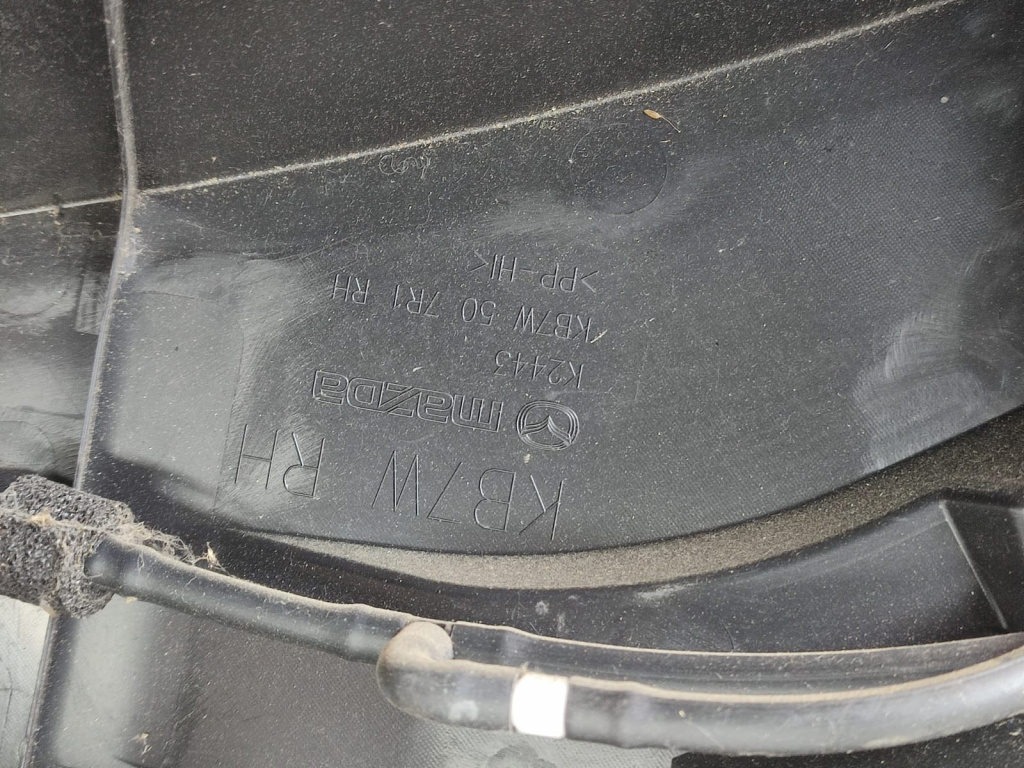 KB7W RH
mazda
K2443
KB7W 50 7R1 RH
>PP-HI<